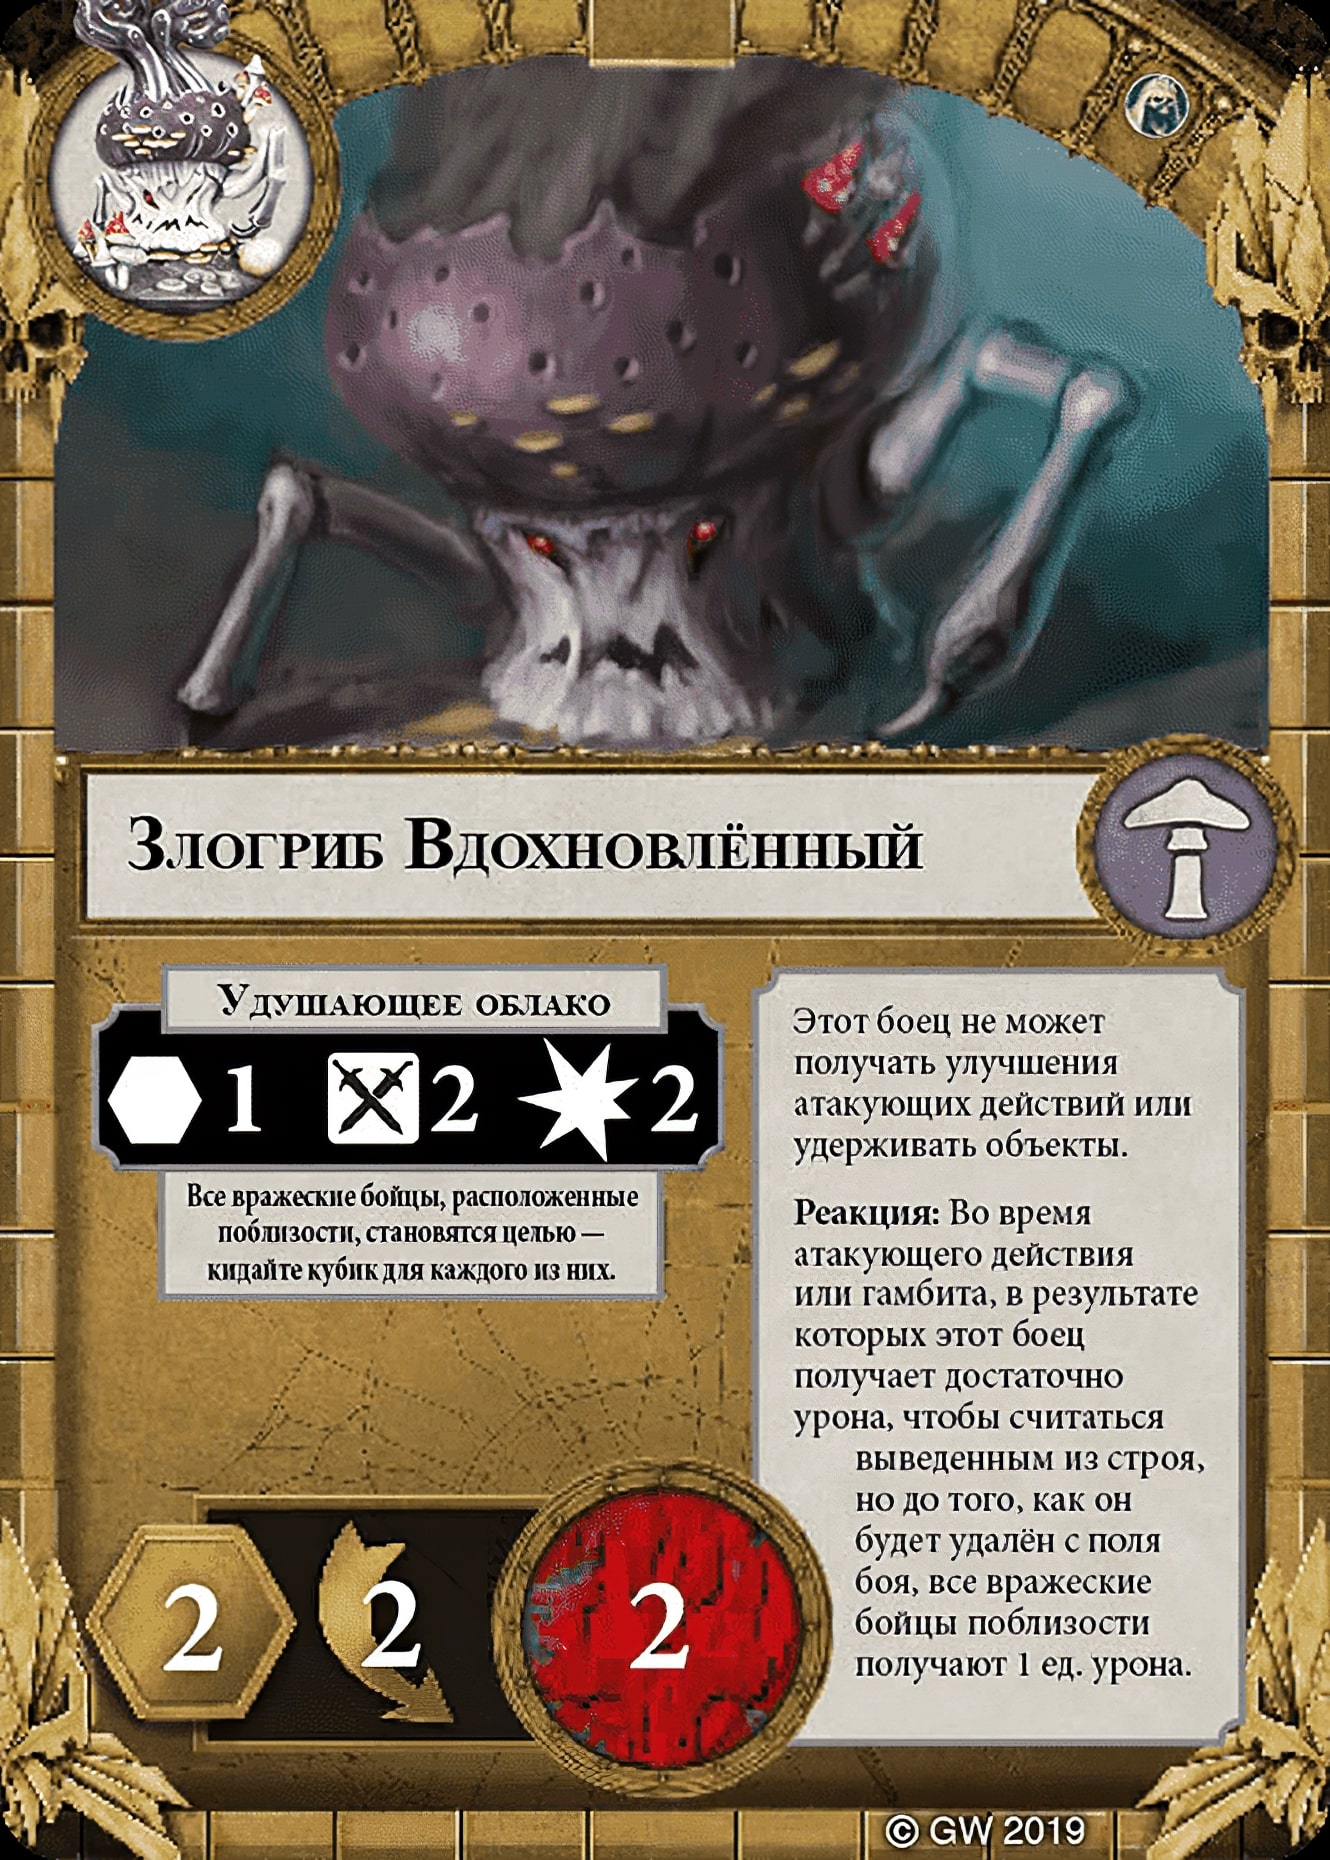 Злогриб Вдохновлённый
Удушающее облако
1 2 2
Все вражеские бойцы, расположенные
поблизости, становятся целью —
кидайте кубик для каждого из них.
Этот боец не может
получать улучшения
атакующих действий или
удерживать объекты.
Реакция: Во время
атакующего действия
или гамбита, в результате
которых этот боец
получает достаточно
урона, чтобы считаться
выведенным из строя,
но до того, как он
будет удалён с поля
боя, все вражеские
бойцы поблизости
получают 1 ед. урона.
2 2 2
© GW 2019